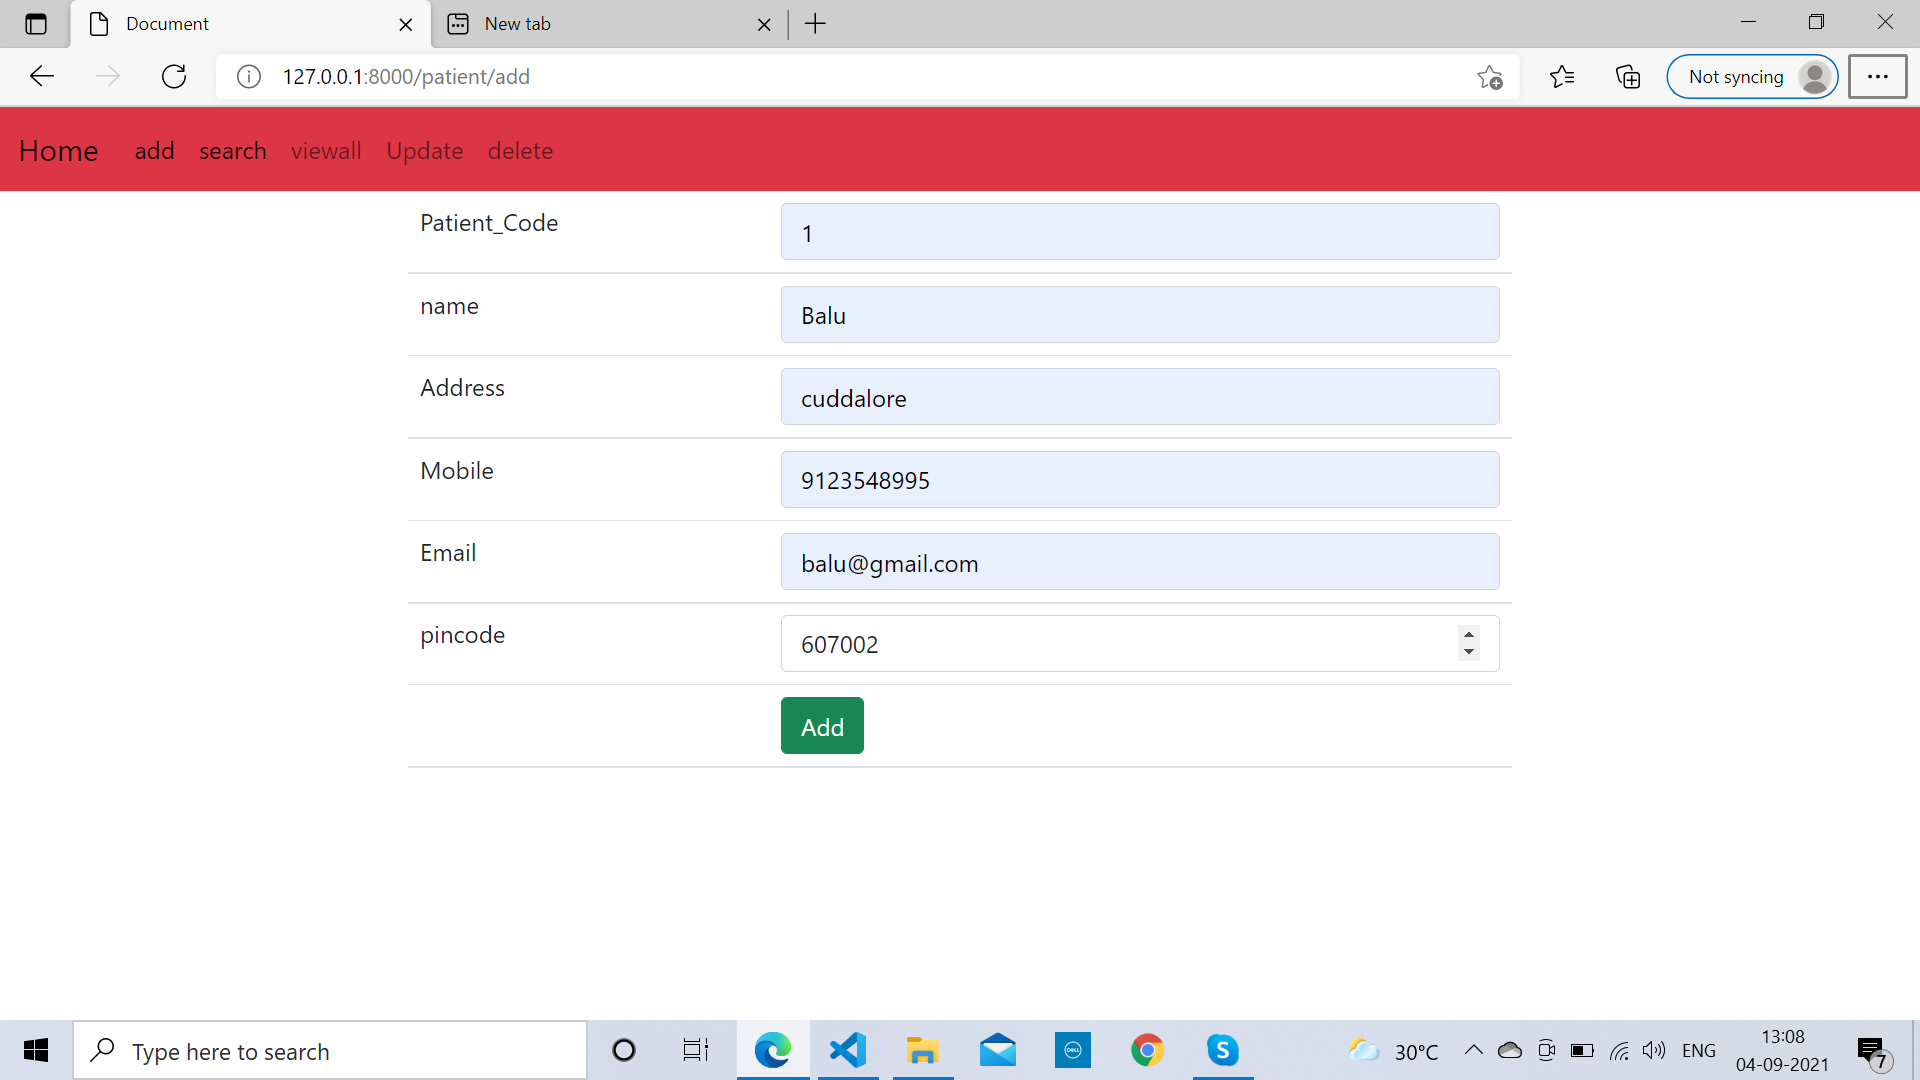 Document
New tab
127.0.0.1:8000/patient/add
Not syncing
Home add search viewall Update delete
Patient_Code 1
name Balu
Address cuddalore
Mobile 9123548995
Email balu@gmail.com
pincode 607002
Add
Type here to search
DELL
S
30°C
ENG
13:08
04-09-2021
7